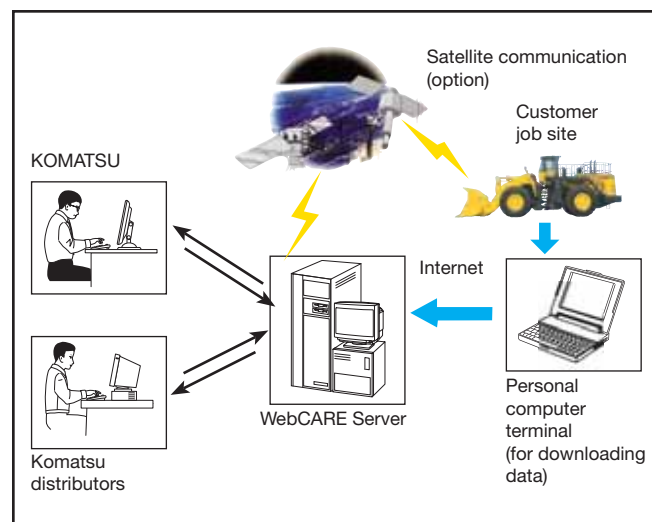 Satellite communication
(option)
Customer
job site
KOMATSU
Internet
WebCARE Server
Personal
computer
terminal
(for downloading
data)
Komatsu
distributors